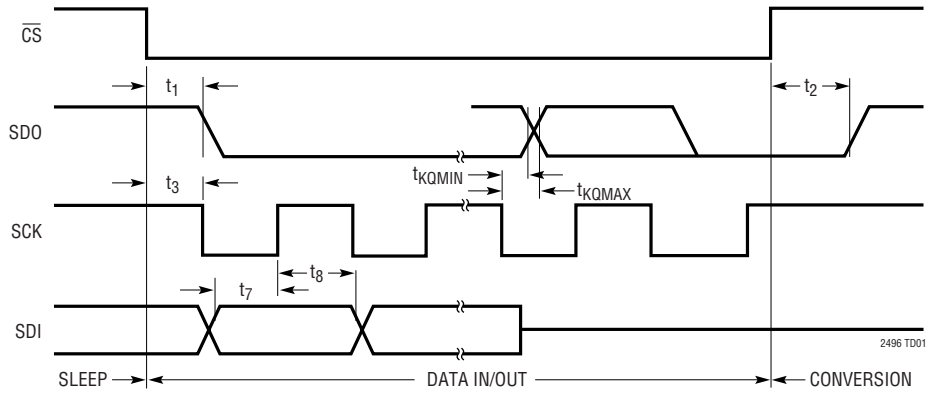 CS
t1
t2
SDO
tKQMIN
t3
tKQMAX
SCK
t8
t7
SDI
2496 TD01
SLEEP
DATA IN/OUT
CONVERSION